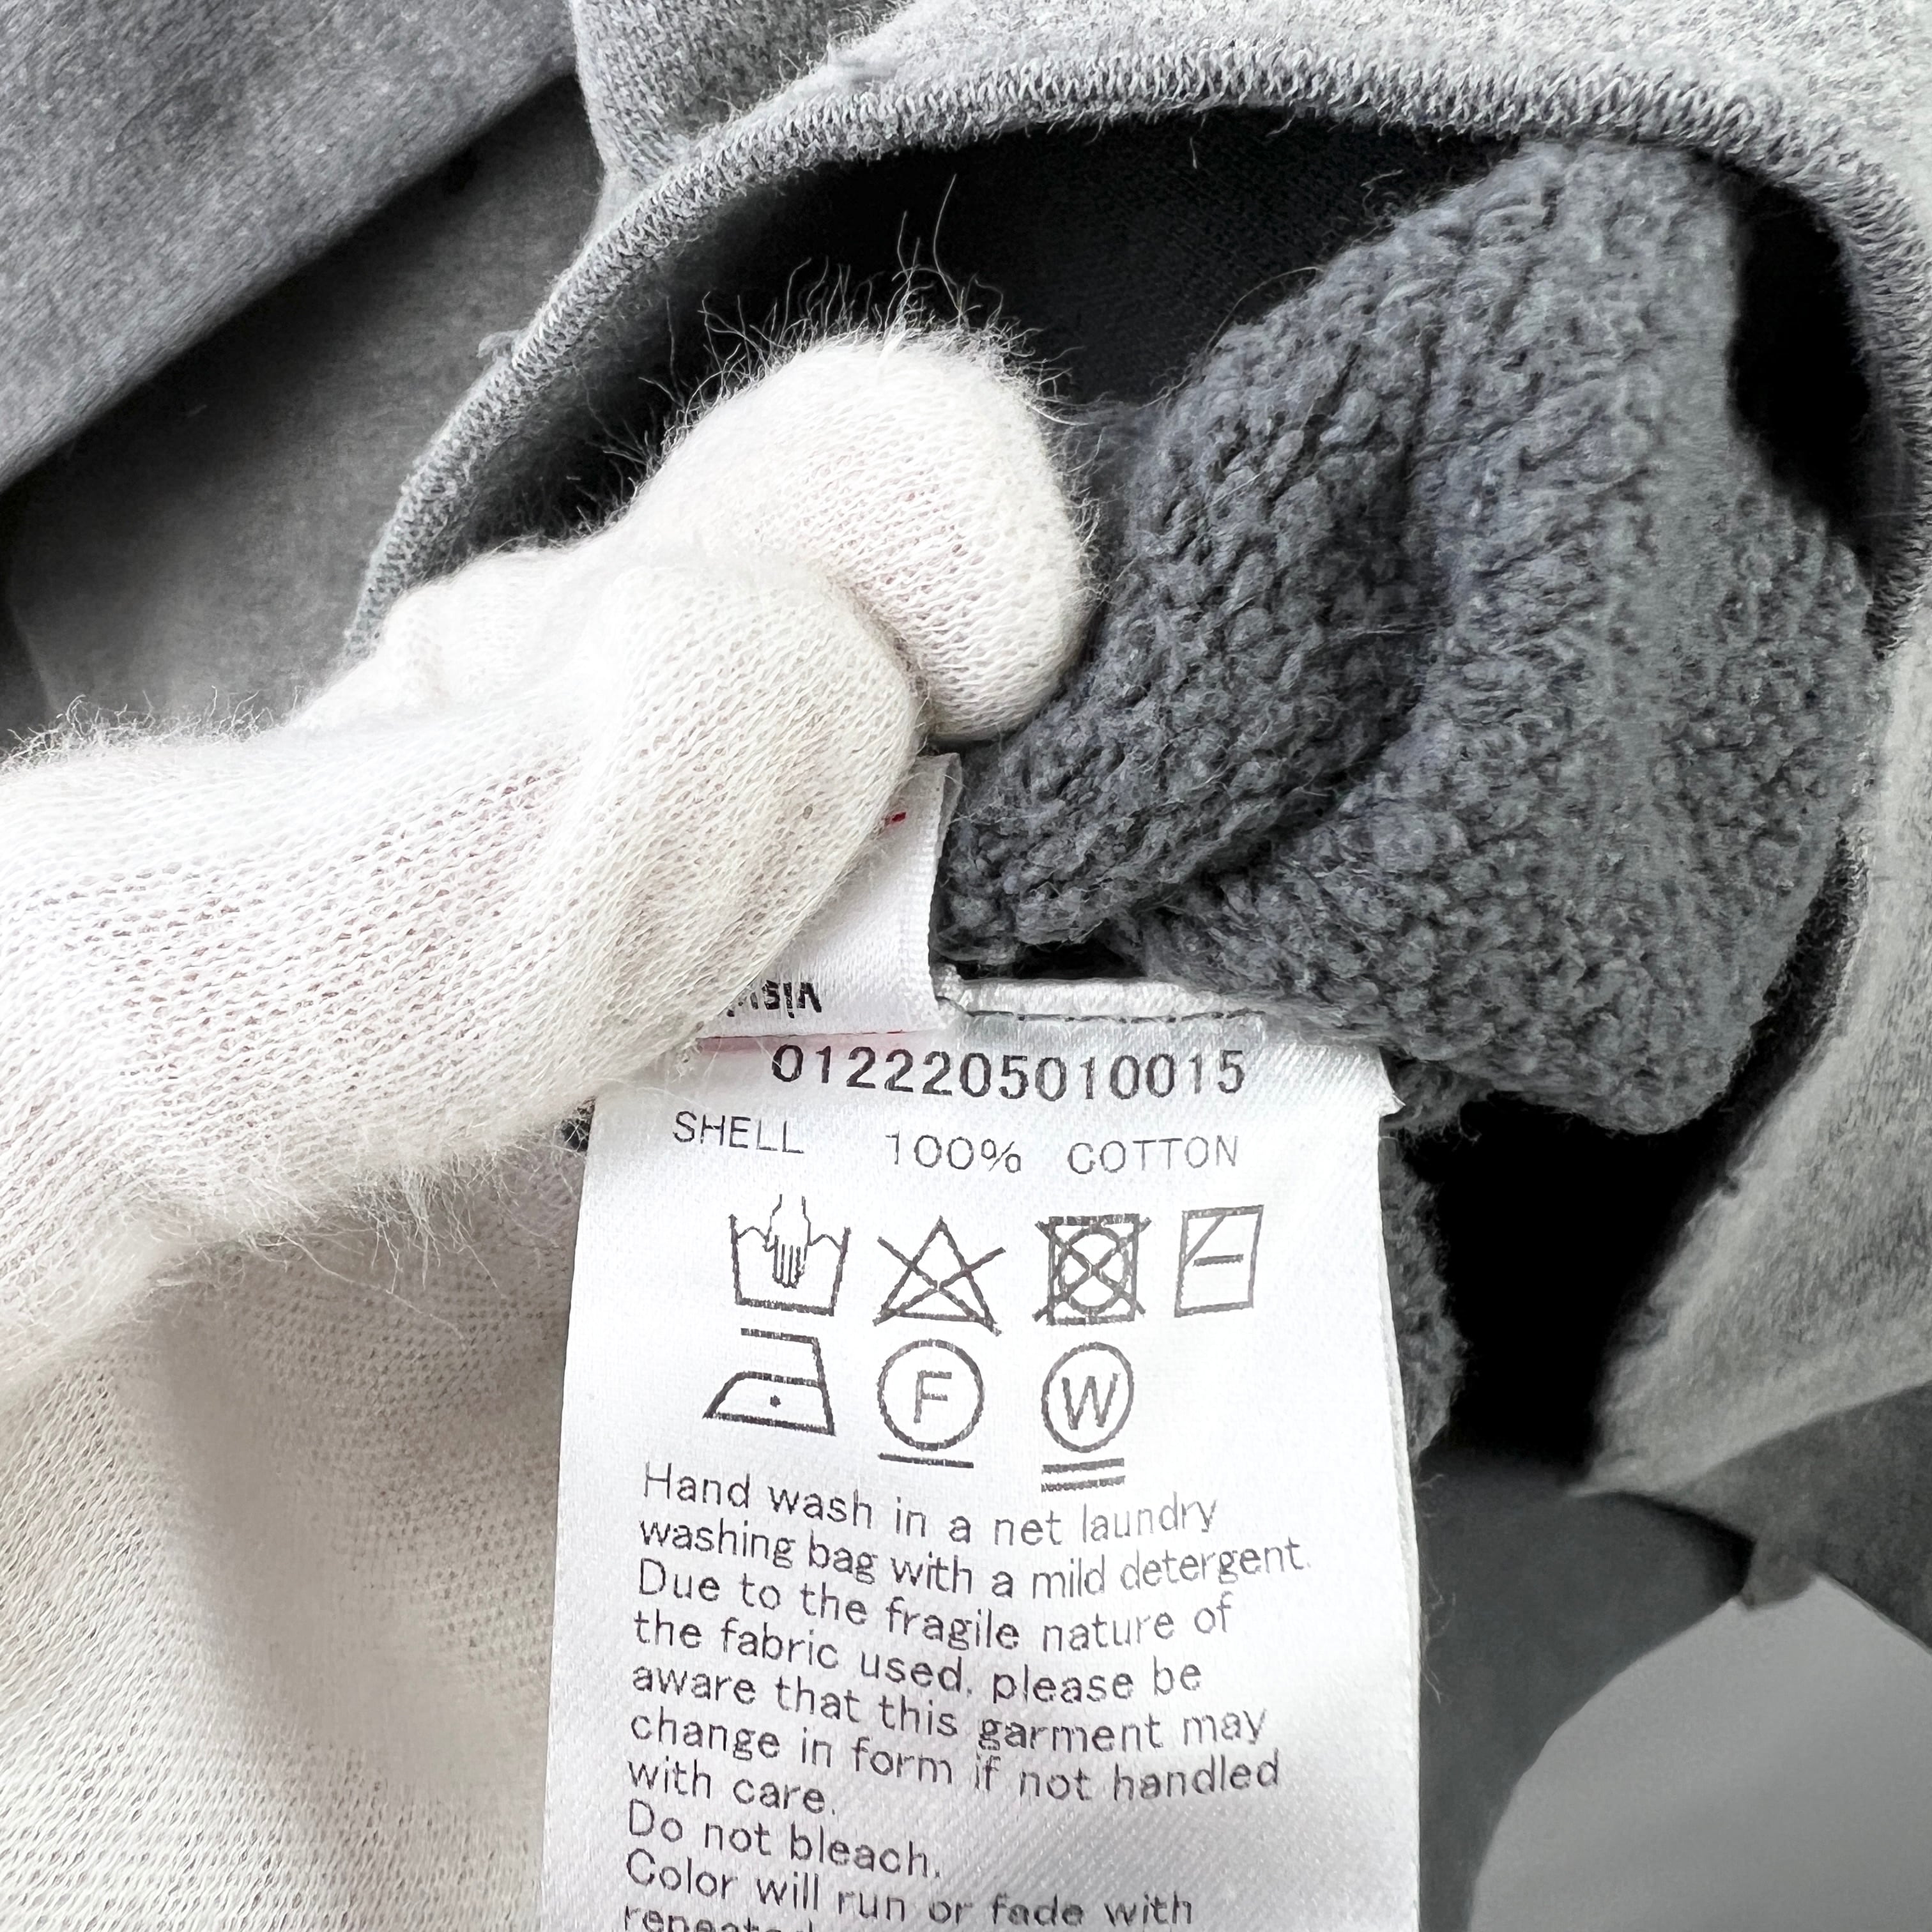 0122205010015
SHELL 100% COTTON
F W
Hand wash in a net laundry
washing bag with a mild detergent.
Due to the fragile nature of
the fabric used, please be
aware that this garment may
change in form if not handled
with care.
Do not bleach.
Color will run or fade with